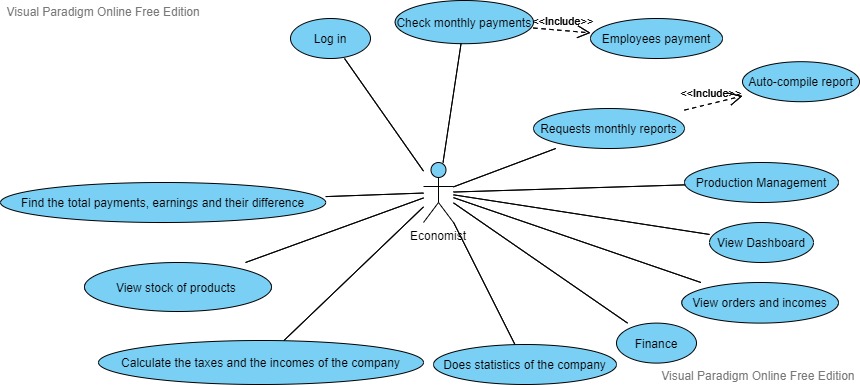 Visual Paradigm Online Free Edition
Check monthly payments
<<Include>>
Log in
Employees payment
Auto-compile report
<<Include>>
Requests monthly reports
Production Management
Find the total payments, earnings and their difference
Economist
View Dashboard
View stock of products
View orders and incomes
Finance
Calculate the taxes and the incomes of the company
Does statistics of the company
Visual Paradigm Online Free Edition